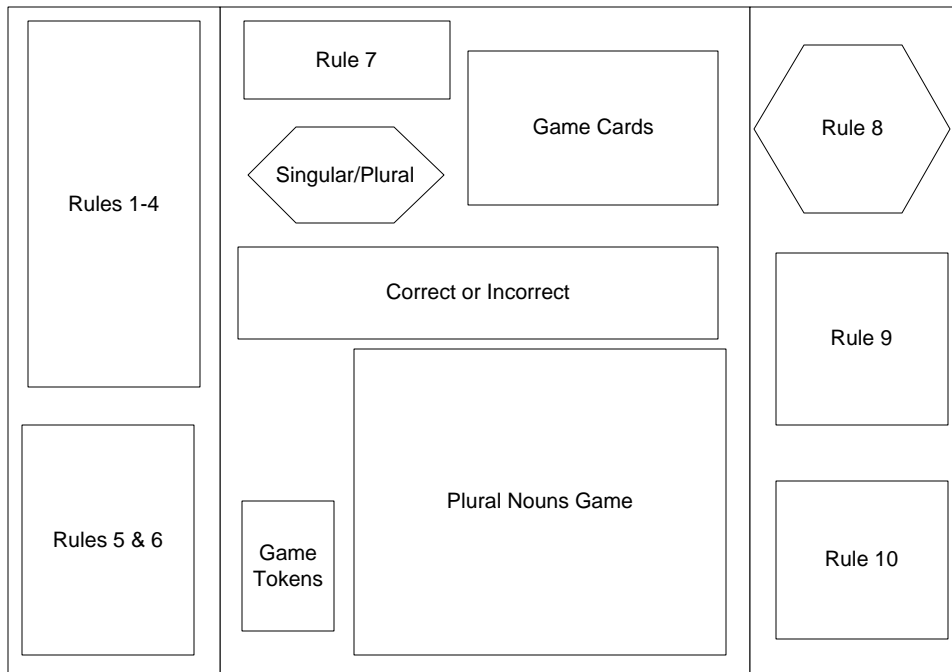 Rules 1-4
Rules 5 & 6
Rule 7
Game Cards
Singular/Plural
Correct or Incorrect
Plural Nouns Game
Game
Tokens
Rule 8
Rule 9
Rule 10